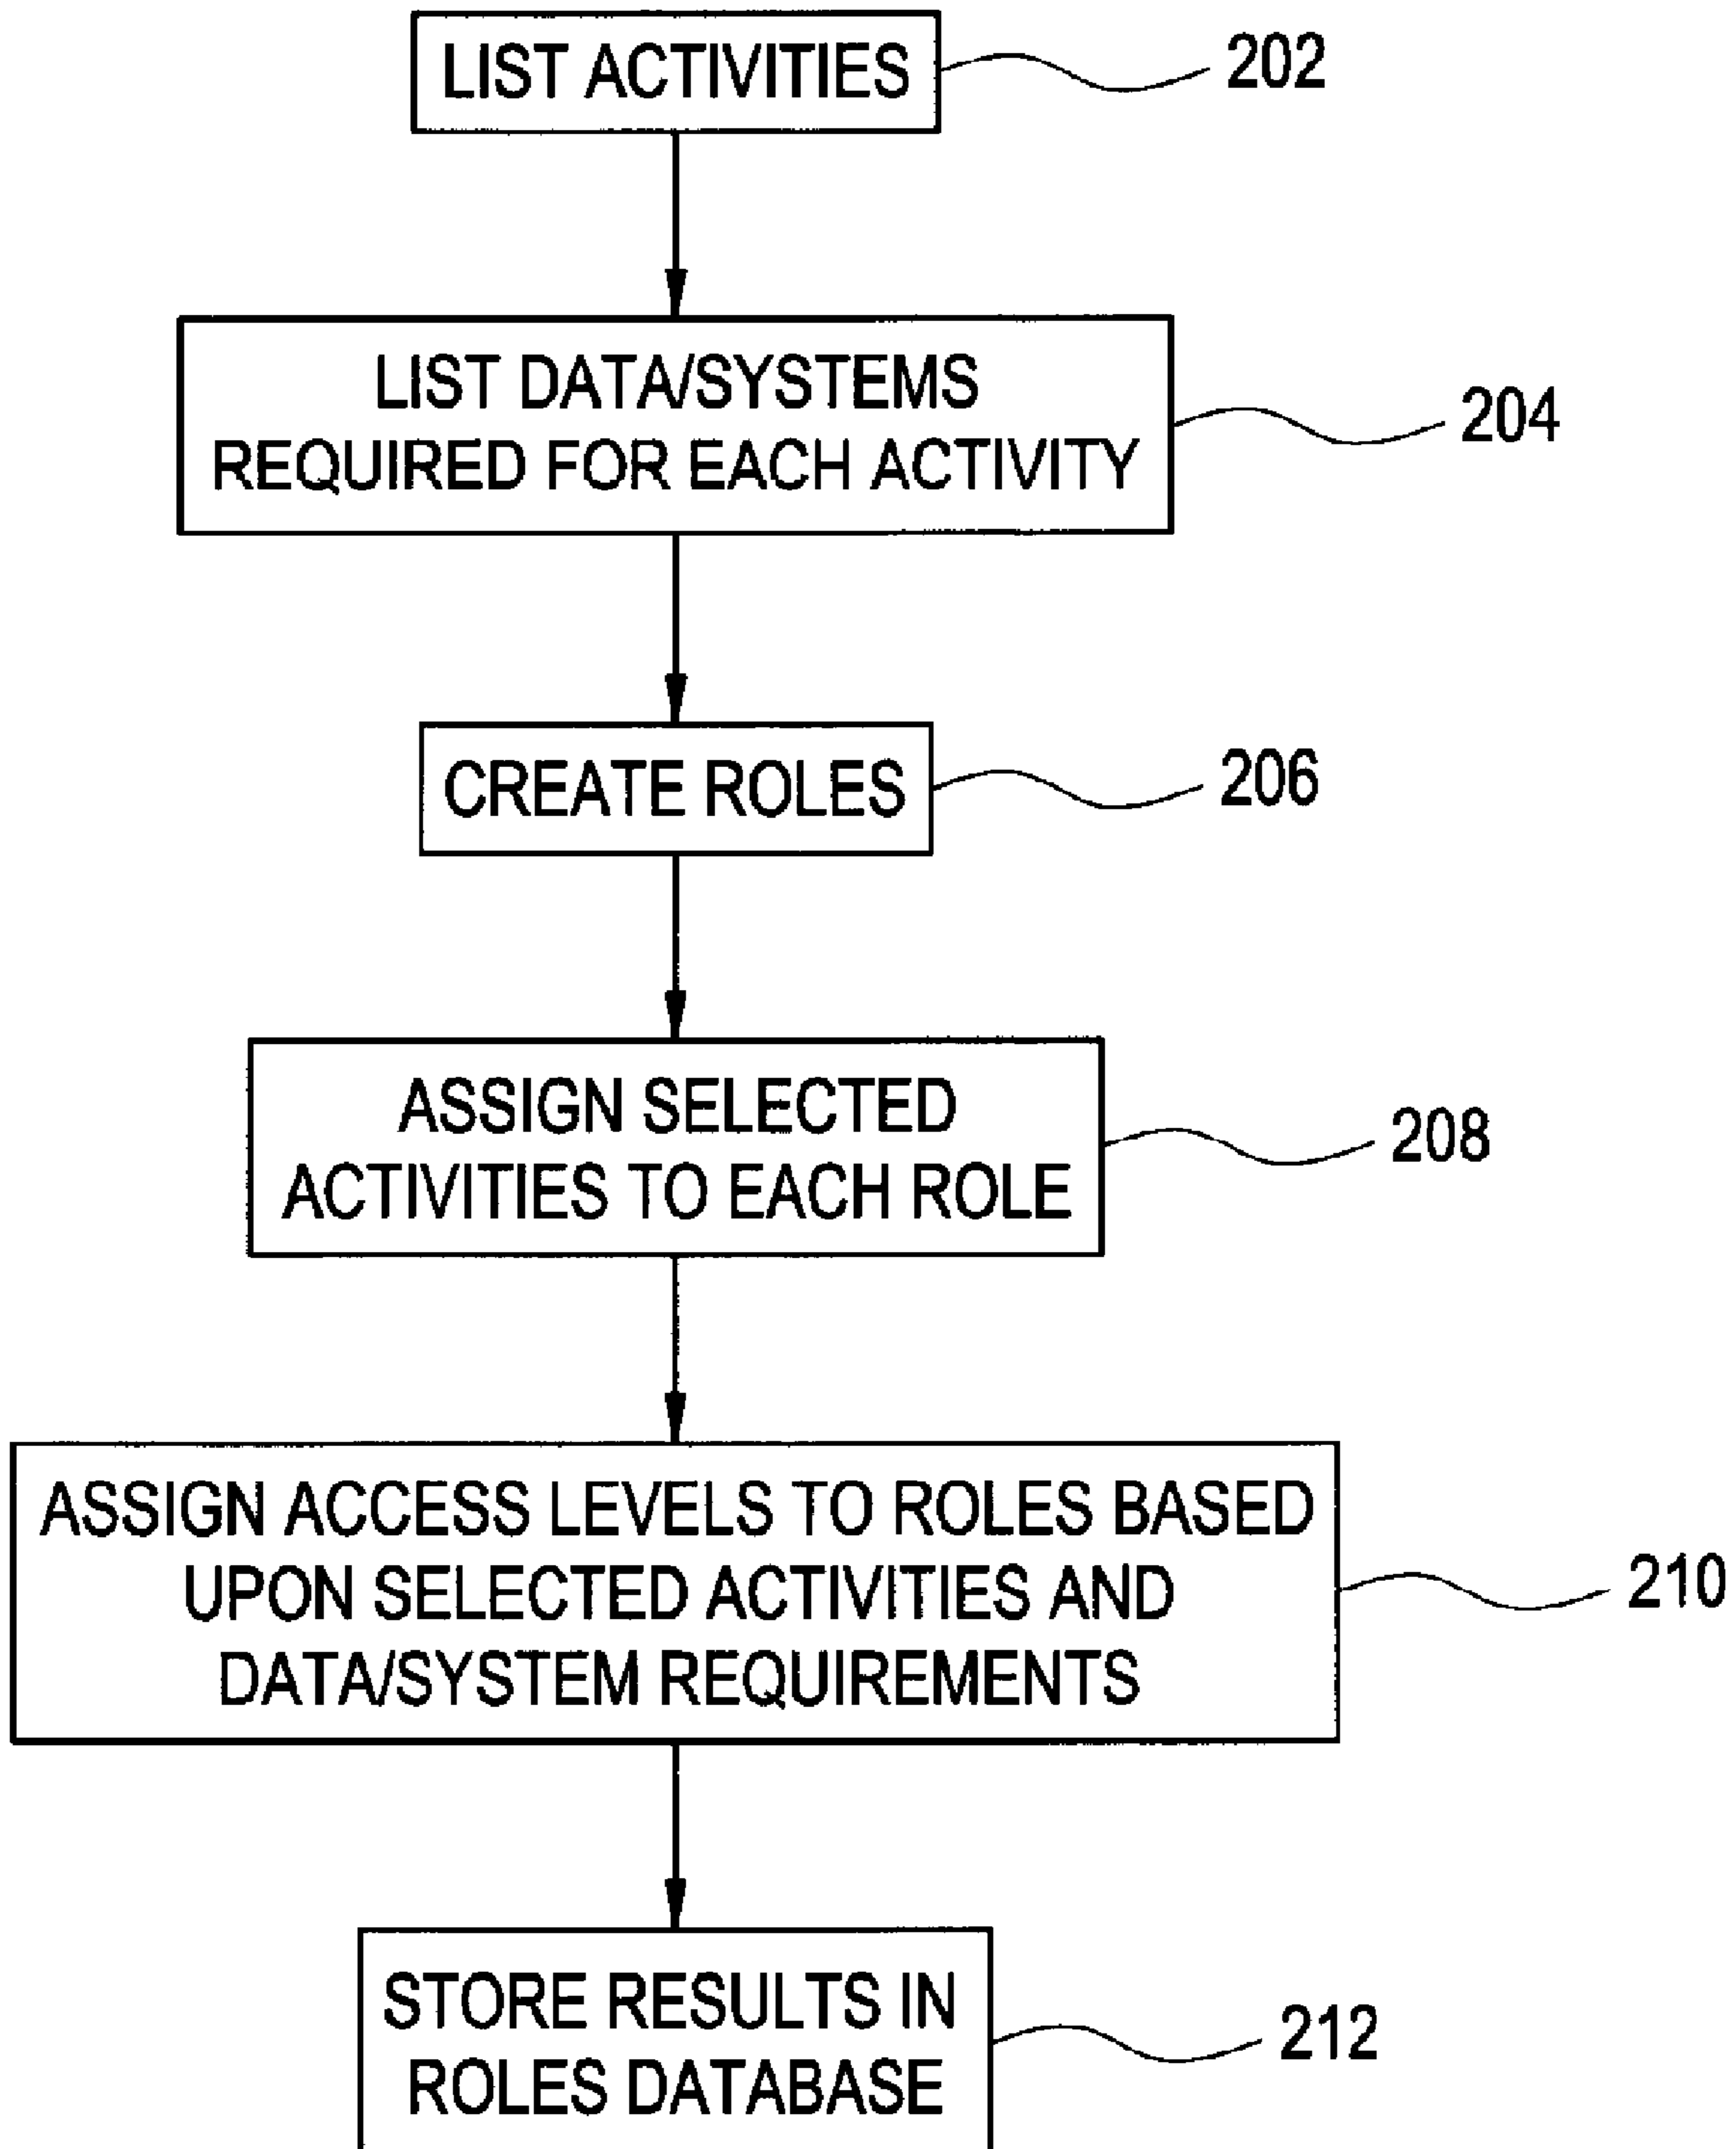 LIST ACTIVITIES
202
LIST DATA/SYSTEMS
REQUIRED FOR EACH ACTIVITY
204
CREATE ROLES
206
ASSIGN SELECTED
ACTIVITIES TO EACH ROLE
208
ASSIGN ACCESS LEVELS TO ROLES BASED
UPON SELECTED ACTIVITIES AND
DATA/SYSTEM REQUIREMENTS
210
STORE RESULTS IN
ROLES DATABASE
212